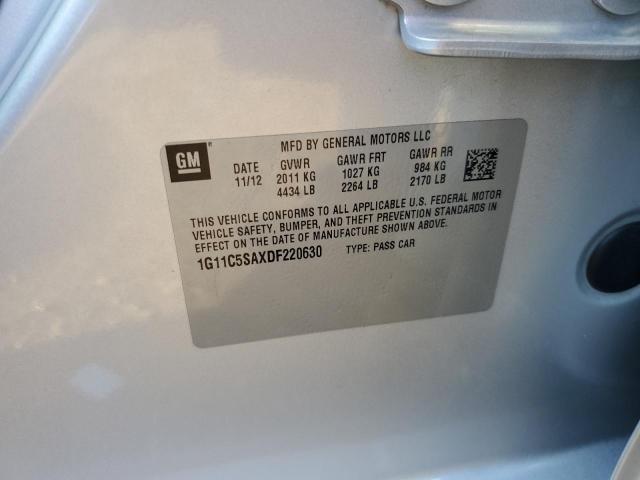 MFD BY GENERAL MOTORS LLC
GM
DATE GVWR GAWR FRT GAWR RR
11/12 2011 KG 1027 KG 984 KG
4434 LB 2264 LB 2170 LB
THIS VEHICLE CONFORMS TO ALL APPLICABLE U.S. FEDERAL MOTOR
VEHICLE SAFETY, BUMPER, AND THEFT PREVENTION STANDARDS IN
EFFECT ON THE DATE OF MANUFACTURE SHOWN ABOVE.
1G11C5SAXDF220630 TYPE: PASS CAR